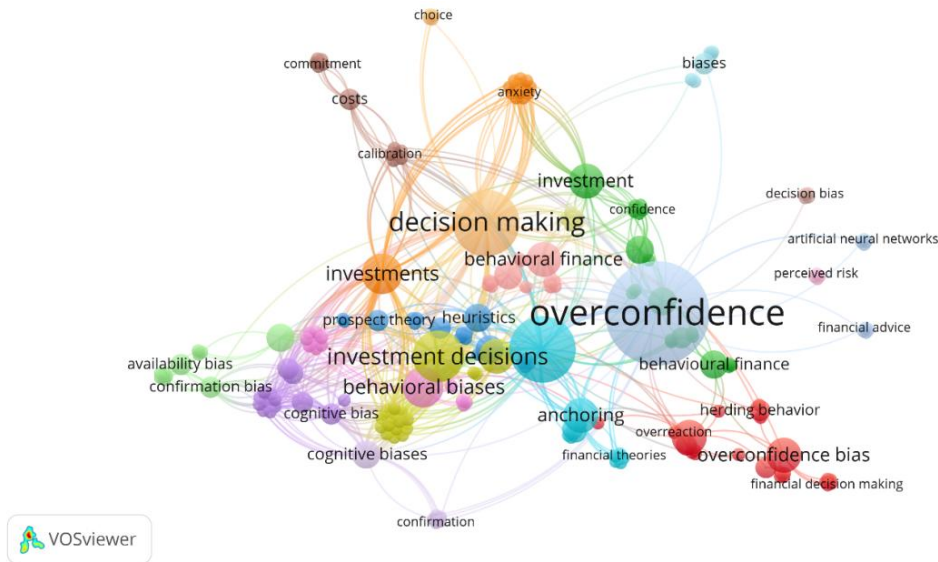 choice
commitment
biases
costs
anxiety
calibration
investment
decision bias
confidence
decision making
artificial neural networks
behavioral finance
investments
perceived risk
overconfidence
prospect theory
heuristics
financial advice
investment decisions
availability bias
behavioural finance
confirmation bias
behavioral biases
cognitive bias
anchoring
herding behavior
overreaction
cognitive biases
financial theories
overconfidence bias
financial decision making
confirmation
VOSviewer